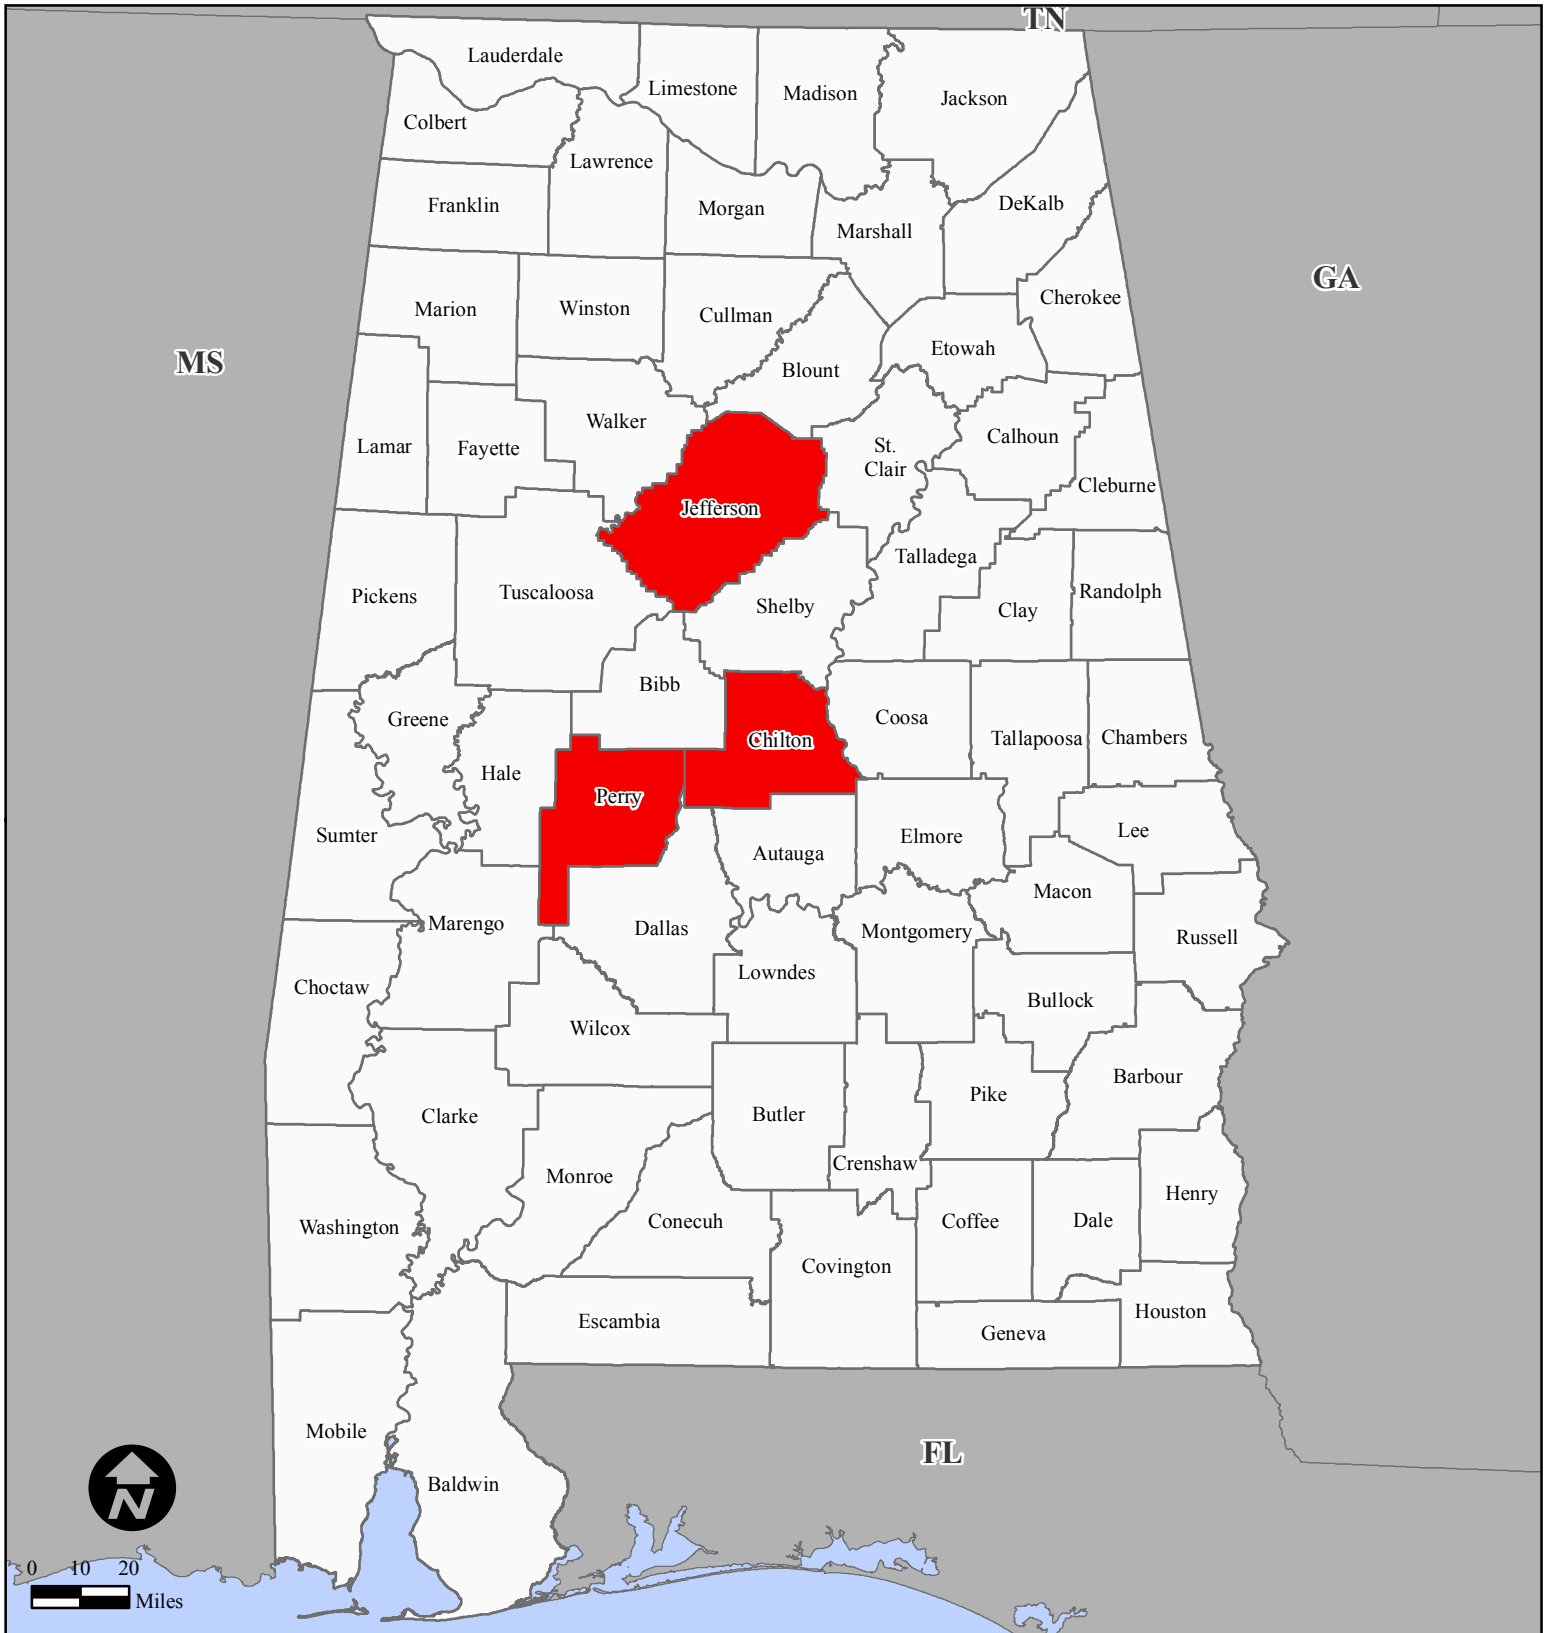 TN
Lauderdale
Limestone
Madison
Jackson
Colbert
Lawrence
Franklin
Morgan
DeKalb
Marshall
GA
Marion
Winston
Cullman
Cherokee
MS
Blount
Etowah
Walker
Lamar
Fayette
St.
Clair
Calhoun
Cleburne
Jefferson
Talladega
Pickens
Tuscaloosa
Shelby
Clay
Randolph
Bibb
Greene
Coosa
Chilton
Tallapoosa
Chambers
Hale
Perry
Sumter
Autauga
Elmore
Lee
Macon
Marengo
Dallas
Montgomery
Russell
Choctaw
Lowndes
Bullock
Wilcox
Barbour
Clarke
Butler
Pike
Monroe
Crenshaw
Henry
Washington
Conecuh
Coffee
Dale
Covington
Escambia
Geneva
Houston
Mobile
FL
Baldwin
N
0 10 20
Miles